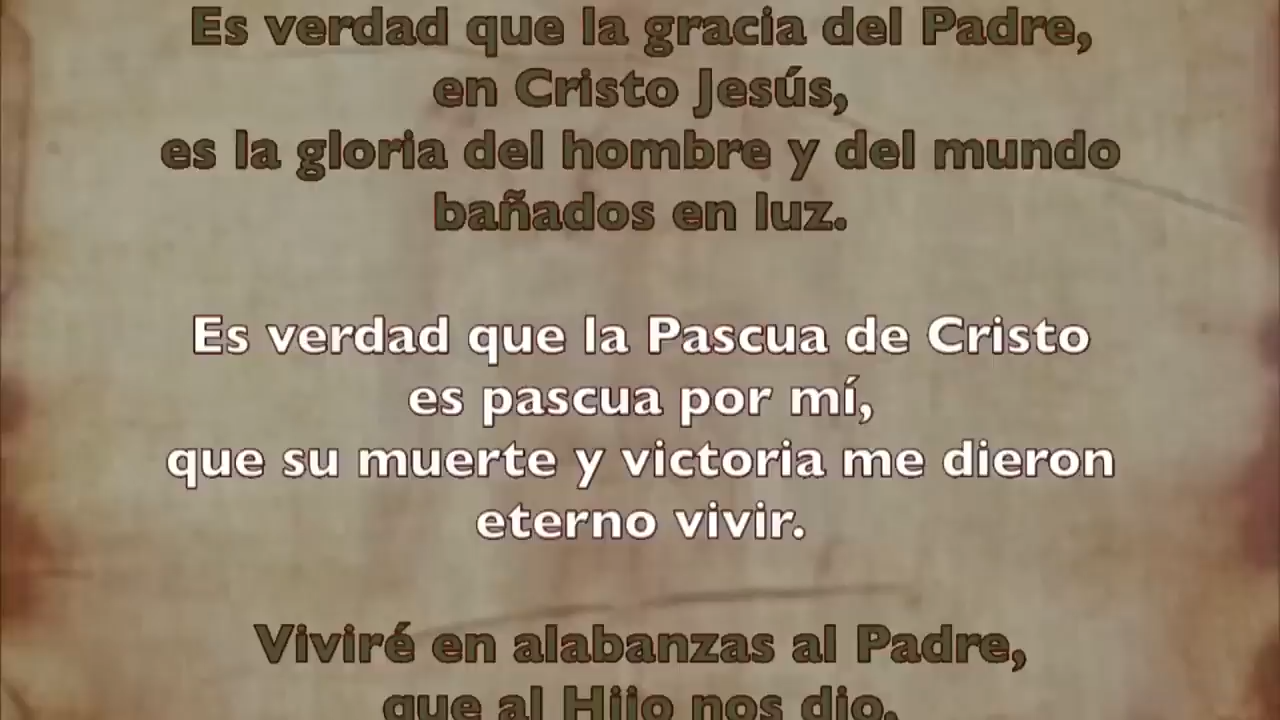 Es verdad que la gracia del Padre,
en Cristo Jesús,
es la gloria del hombre y del mundo
bañados en luz.
Es verdad que la Pascua de Cristo
es pascua por mí,
que su muerte y victoria me dieron
eterno vivir.
Viviré en alabanzas al Padre,
que al Hijo nos dio,